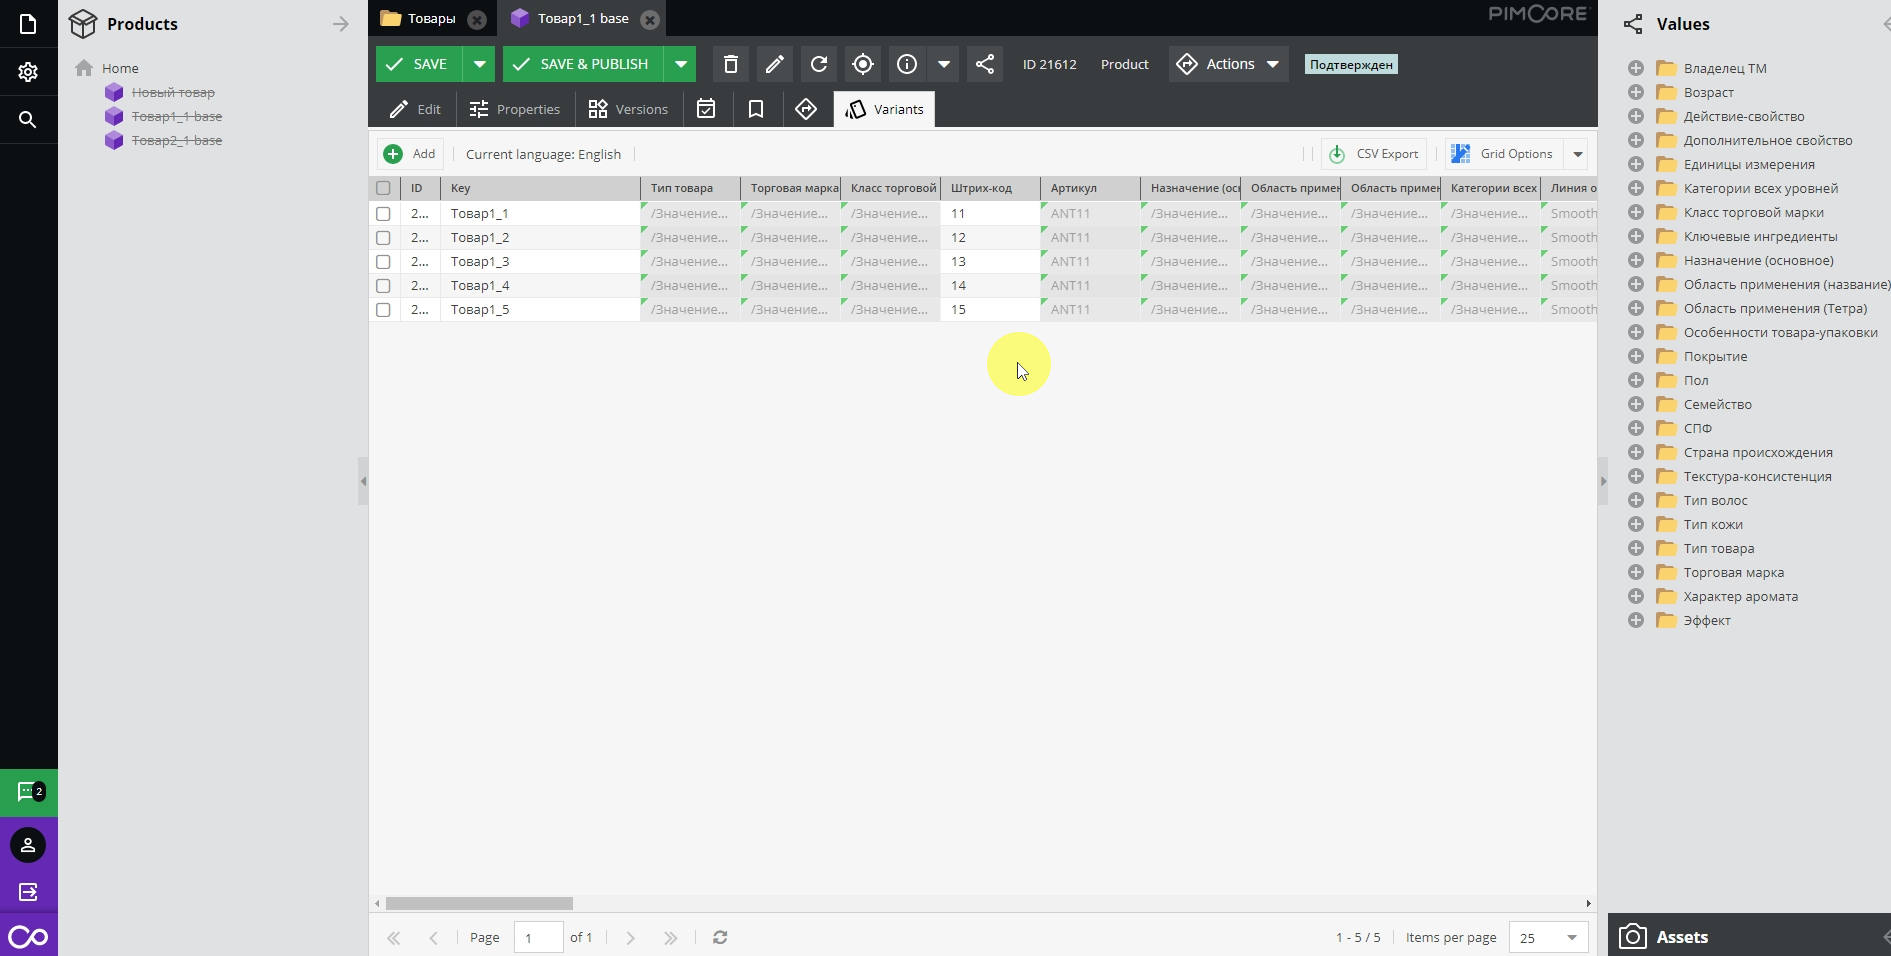 Products
Home
Новый товар
Товар1_1 base
Товар2_1 base
Товары
Товар1_1 base
PIMCORE
SAVE
SAVE & PUBLISH
ID 21612
Product
Actions
Подтвержден
Edit
Properties
Versions
Variants
Add
Current language: English
CSV Export
Grid Options
ID Key Тип товара Торговая марка Класс торговой Штрих-код Артикул Назначение (ос Область приме Область приме Категории всех Линия о
2... Товар1_1 /Значение... /Значение... /Значение... 11 ANT11 /Значение... /Значение... /Значение... /Значение... Smooth
2... Товар1_2 /Значение... /Значение... /Значение... 12 ANT11 /Значение... /Значение... /Значение... /Значение... Smooth
2... Товар1_3 /Значение... /Значение... /Значение... 13 ANT11 /Значение... /Значение... /Значение... /Значение... Smooth
2... Товар1_4 /Значение... /Значение... /Значение... 14 ANT11 /Значение... /Значение... /Значение... /Значение... Smooth
2... Товар1_5 /Значение... /Значение... /Значение... 15 ANT11 /Значение... /Значение... /Значение... /Значение... Smooth
Page 1 of 1
1 - 5 / 5
Items per page 25
Values
Владелец ТМ
Возраст
Действие-свойство
Дополнительное свойство
Единицы измерения
Категории всех уровней
Класс торговой марки
Ключевые ингредиенты
Назначение (основное)
Область применения (название)
Область применения (Тетра)
Особенности товара-упаковки
Покрытие
Пол
Семейство
СПФ
Страна происхождения
Текстура-консистенция
Тип волос
Тип кожи
Тип товара
Торговая марка
Характер аромата
Эффект
Assets
2